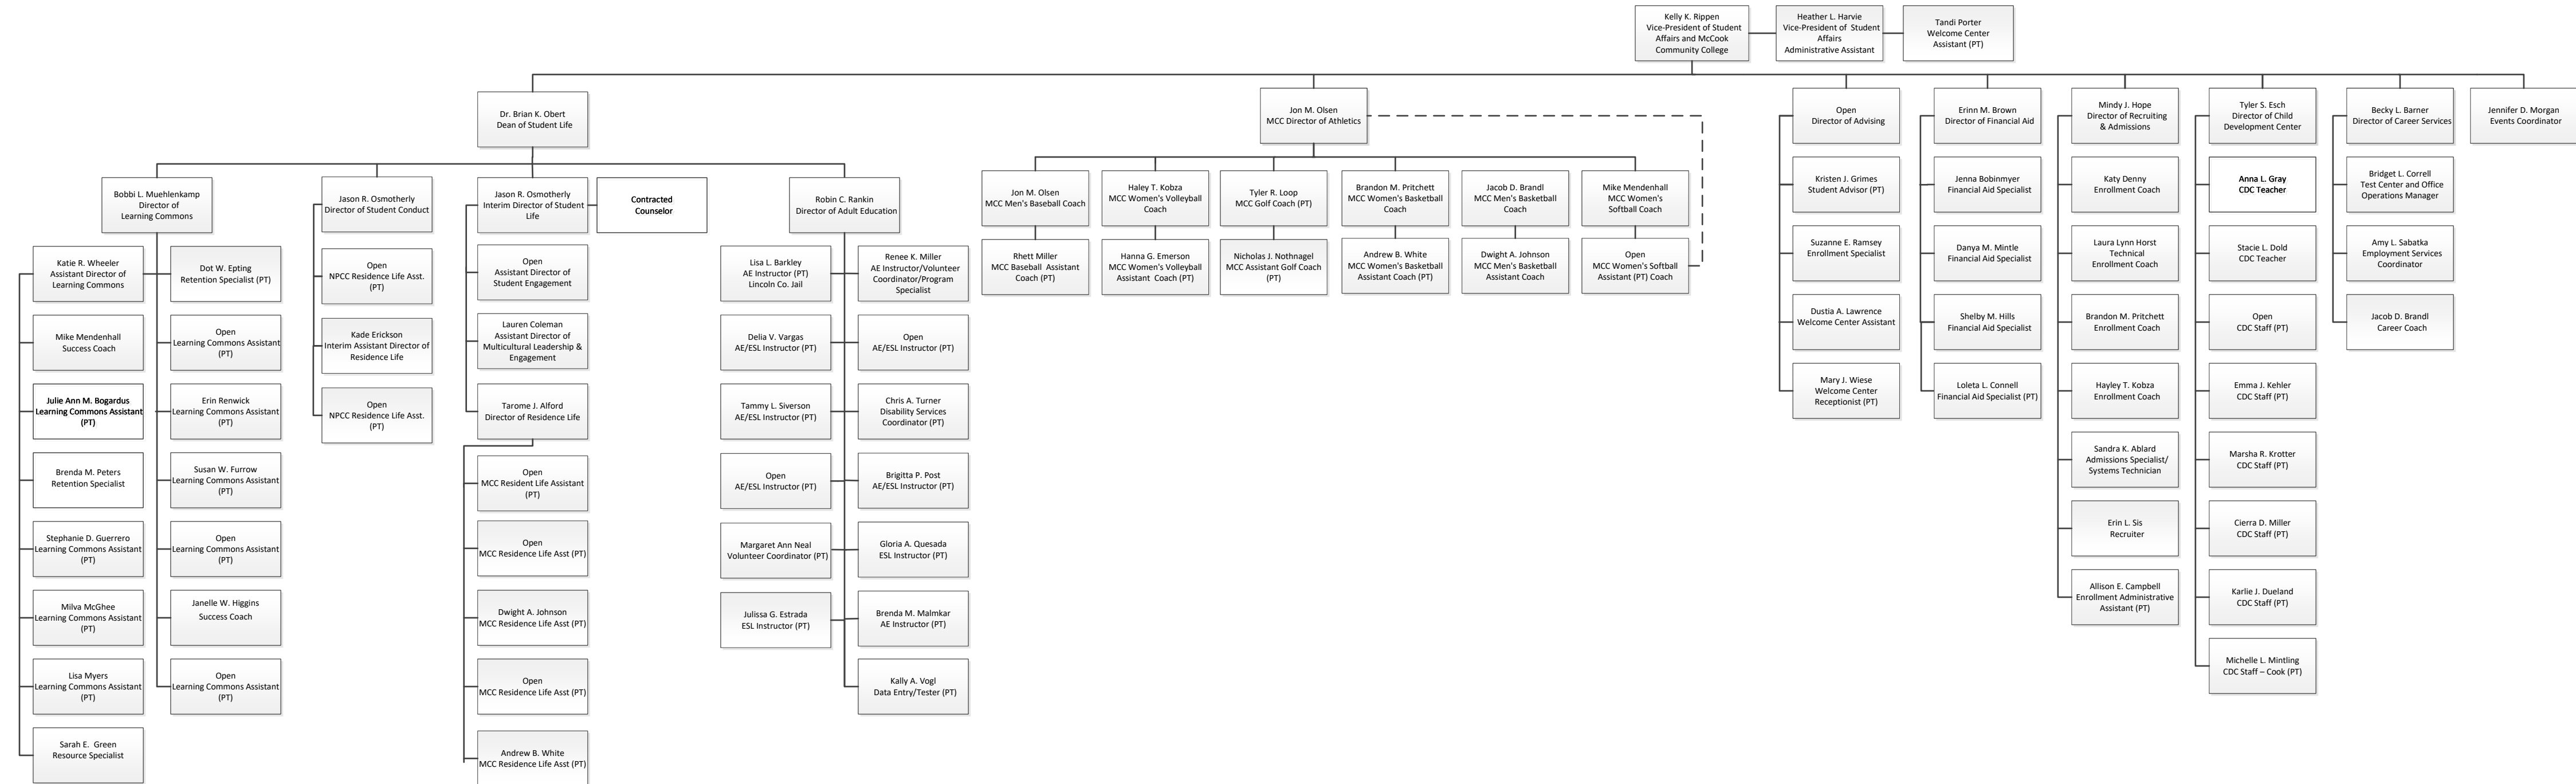 Kelly K. Rippen
Vice-President of Student
Affairs and McCook
Community College
Heather L. Harvie
Vice-President of  Student
Affairs
Administrative Assistant
Tandi Porter
Welcome Center
Assistant (PT)
Dr. Brian K. Obert
Dean of Student Life
Jon M. Olsen
MCC Director of Athletics
Open
Director of Advising
Erinn M. Brown
Director of Financial Aid
Mindy J. Hope
Director of Recruiting
& Admissions
Tyler S. Esch
Director of Child
Development Center
Becky L. Barner
Director of Career Services
Jennifer D. Morgan
Events Coordinator
Bobbi L. Muehlenkamp
Director of
Learning Commons
Jason R. Osmotherly
Director of Student Conduct
Jason R. Osmotherly
Interim Director of Student
Life
Contracted
Counselor
Robin C. Rankin
Director of Adult Education
Katie R. Wheeler
Assistant Director of
Learning Commons
Mike Mendenhall
Success Coach
Julie Ann M. Bogardus
Learning Commons Assistant
(PT)
Brenda M. Peters
Retention Specialist
Stephanie D. Guerrero
Learning Commons Assistant
(PT)
Milva McGhee
Learning Commons Assistant
(PT)
Lisa Myers
Learning Commons Assistant
(PT)
Sarah E.  Green
Resource Specialist
Dot W. Epting
Retention Specialist (PT)
Open
Learning Commons Assistant
(PT)
Erin Renwick
Learning Commons Assistant
(PT)
Susan W. Furrow
Learning Commons Assistant
(PT)
Open
Learning Commons Assistant
(PT)
Janelle W. Higgins
Success Coach
Open
Learning Commons Assistant
(PT)
Open
NPCC Residence Life Asst.
(PT)
Kade Erickson
Interim Assistant Director of
Residence Life
Open
NPCC Residence Life Asst.
(PT)
Open
Assistant Director of
Student Engagement
Lauren Coleman
Assistant Director of
Multicultural Leadership &
Engagement
Tarome J. Alford
Director of Residence Life
Open
MCC Resident Life Assistant
(PT)
Open
MCC Residence Life Asst (PT)
Dwight A. Johnson
MCC Residence Life Asst (PT)
Open
MCC Residence Life Asst (PT)
Andrew B. White
MCC Residence Life Asst (PT)
Lisa L. Barkley
AE Instructor (PT)
Lincoln Co. Jail
Delia V. Vargas
AE/ESL Instructor (PT)
Tammy L. Siverson
AE/ESL Instructor (PT)
Open
AE/ESL Instructor (PT)
Margaret Ann Neal
Volunteer Coordinator (PT)
Julissa G. Estrada
ESL Instructor (PT)
Renee K. Miller
AE Instructor/Volunteer
Coordinator/Program
Specialist
Open
AE/ESL Instructor (PT)
Chris A. Turner
Disability Services
Coordinator (PT)
Brigitta P. Post
AE/ESL Instructor (PT)
Gloria A. Quesada
ESL Instructor (PT)
Brenda M. Malmkar
AE Instructor (PT)
Kally A. Vogl
Data Entry/Tester (PT)
Jon M. Olsen
MCC Men's Baseball Coach
Rhett Miller
MCC Baseball  Assistant
Coach (PT)
Haley T. Kobza
MCC Women's Volleyball
Coach
Hanna G. Emerson
MCC Women's Volleyball
Assistant  Coach (PT)
Tyler R. Loop
MCC Golf Coach (PT)
Nicholas J. Nothnagel
MCC Assistant Golf Coach
(PT)
Brandon M. Pritchett
MCC Women's Basketball
Coach
Andrew B. White
MCC Women's Basketball
Assistant Coach (PT)
Jacob D. Brandl
MCC Men's Basketball
Coach
Dwight A. Johnson
MCC Men's Basketball
Assistant Coach
Mike Mendenhall
MCC Women's
Softball Coach
Open
MCC Women's Softball
Assistant (PT) Coach
Kristen J. Grimes
Student Advisor (PT)
Suzanne E. Ramsey
Enrollment Specialist
Dustia A. Lawrence
Welcome Center Assistant
Mary J. Wiese
Welcome Center
Receptionist (PT)
Jenna Bobinmyer
Financial Aid Specialist
Danya M. Mintle
Financial Aid Specialist
Shelby M. Hills
Financial Aid Specialist
Loleta L. Connell
Financial Aid Specialist (PT)
Katy Denny
Enrollment Coach
Laura Lynn Horst
Technical
Enrollment Coach
Brandon M. Pritchett
Enrollment Coach
Hayley T. Kobza
Enrollment Coach
Sandra K. Ablard
Admissions Specialist/
Systems Technician
Erin L. Sis
Recruiter
Allison E. Campbell
Enrollment Administrative
Assistant (PT)
Anna L. Gray
CDC Teacher
Stacie L. Dold
CDC Teacher
Open
CDC Staff (PT)
Emma J. Kehler
CDC Staff (PT)
Marsha R. Krotter
CDC Staff (PT)
Cierra D. Miller
CDC Staff (PT)
Karlie J. Dueland
CDC Staff (PT)
Michelle L. Mintling
CDC Staff – Cook (PT)
Bridget L. Correll
Test Center and Office
Operations Manager
Amy L. Sabatka
Employment Services
Coordinator
Jacob D. Brandl
Career Coach